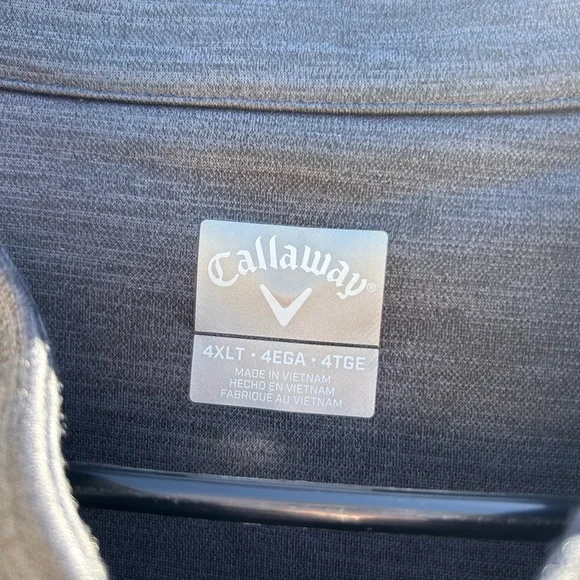 Callaway®
4XLT • 4EGA • 4TGE
MADE IN VIETNAM
HECHO EN VIETNAM
FABRIQUÉ AU VIETNAM